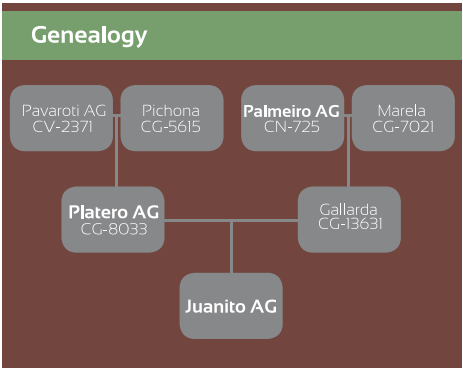 Genealogy
Pavaroti AG
CV-2371
Pichona
CG-5615
Palmeiro AG
CN-725
Marela
CG-7021
Platero AG
CG-8033
Gallarda
CG-13631
Juanito AG